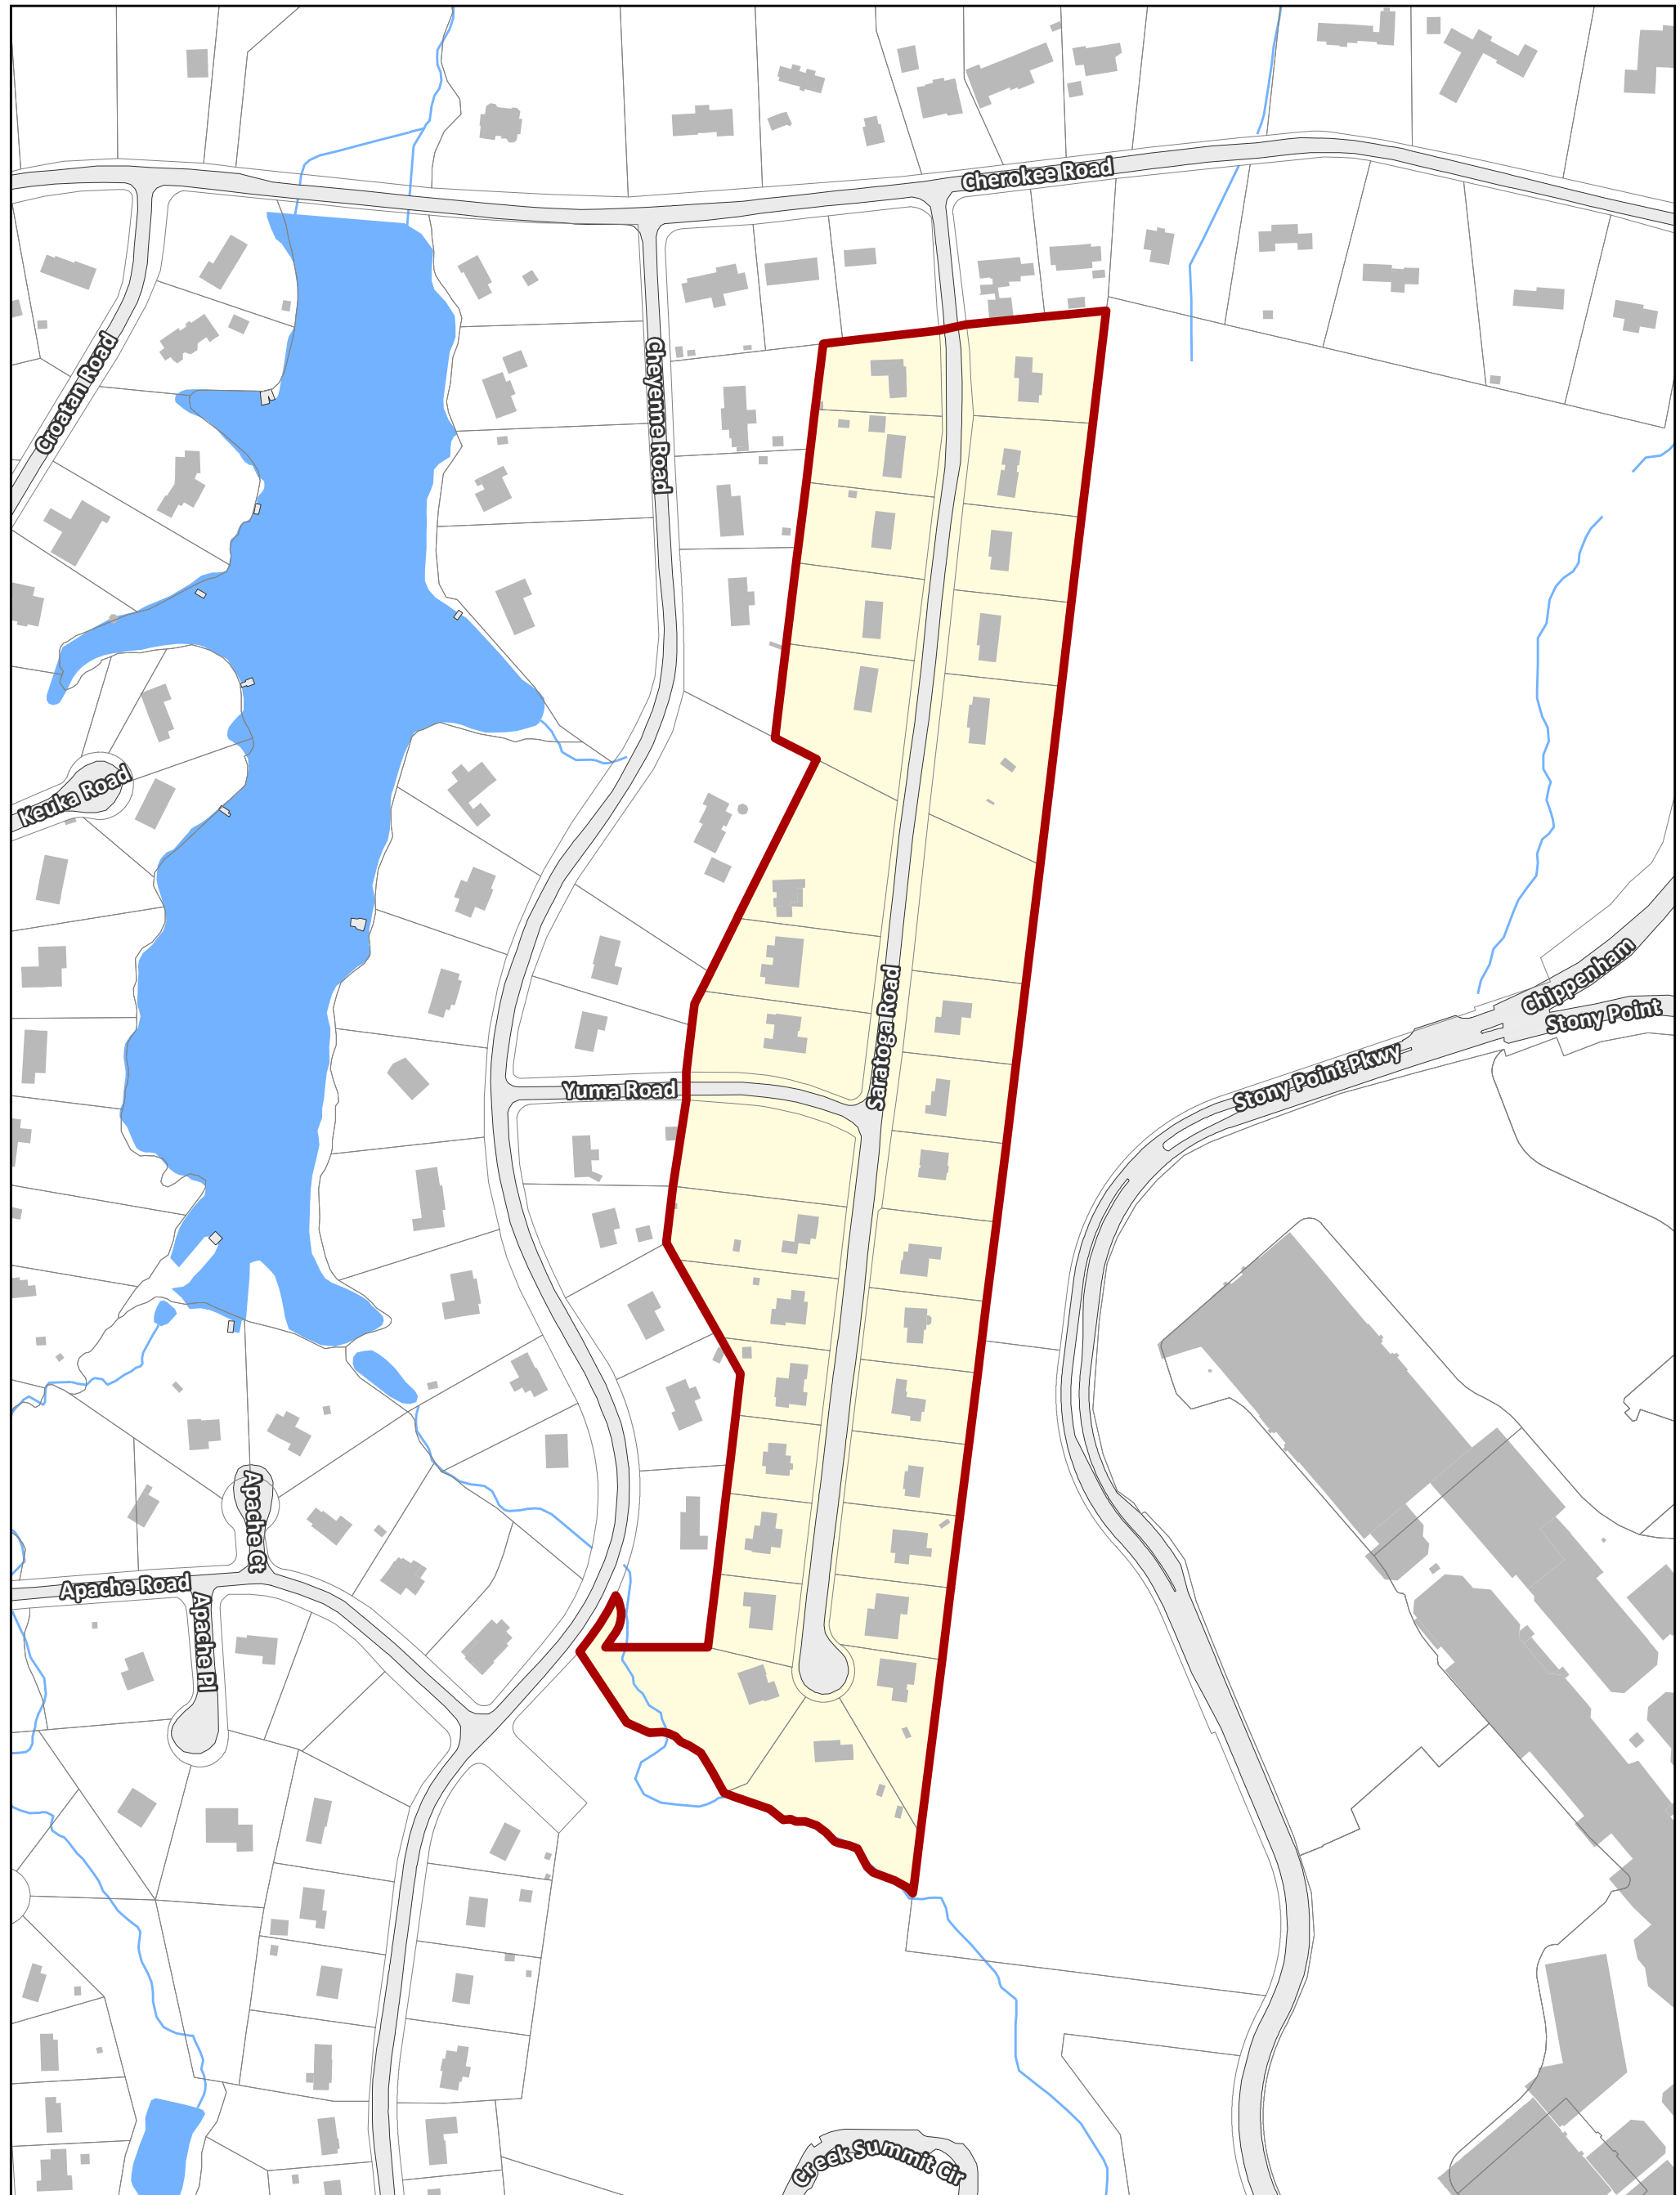 Cherokee Road
Croatan Road
Cheyenne Road
Keuka Road
Saratoga Road
Chippenham
Stony Point
Stony Point Pkwy
Yuma Road
Apache Ct
Apache Road
Apache Pl
Creek Summit Cir